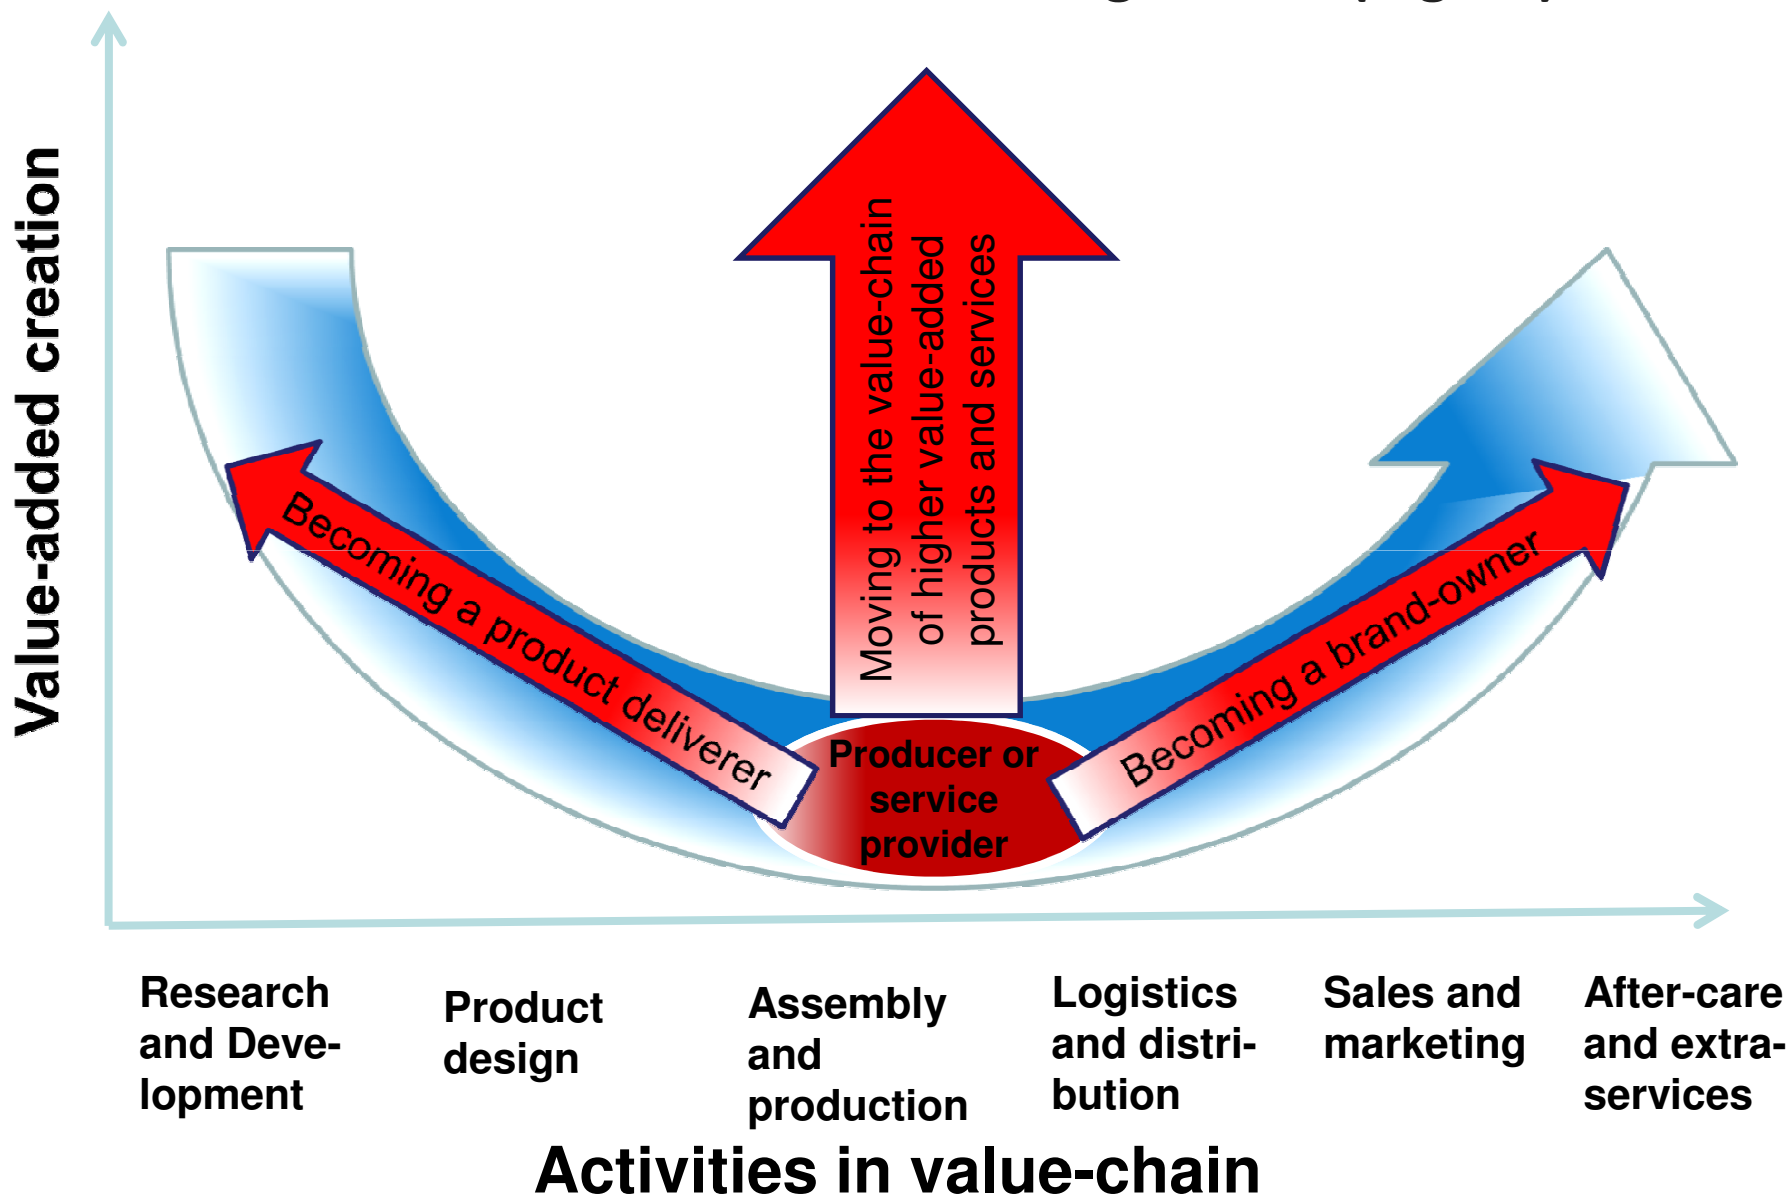 Value-added creation
Moving to the value-chain
of higher value-added
products and services
Becoming a product deliverer
Becoming a brand-owner
Producer or
service
provider
Research
and Deve-
lopment
Product
design
Assembly
and
production
Logistics
and distri-
bution
Sales and
marketing
After-care
and extra-
services
Activities in value-chain